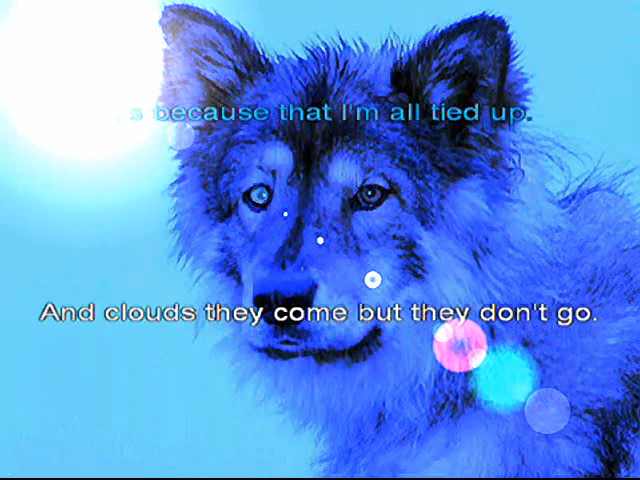 s because that I'm all tied up.
And clouds they come but they don't go.